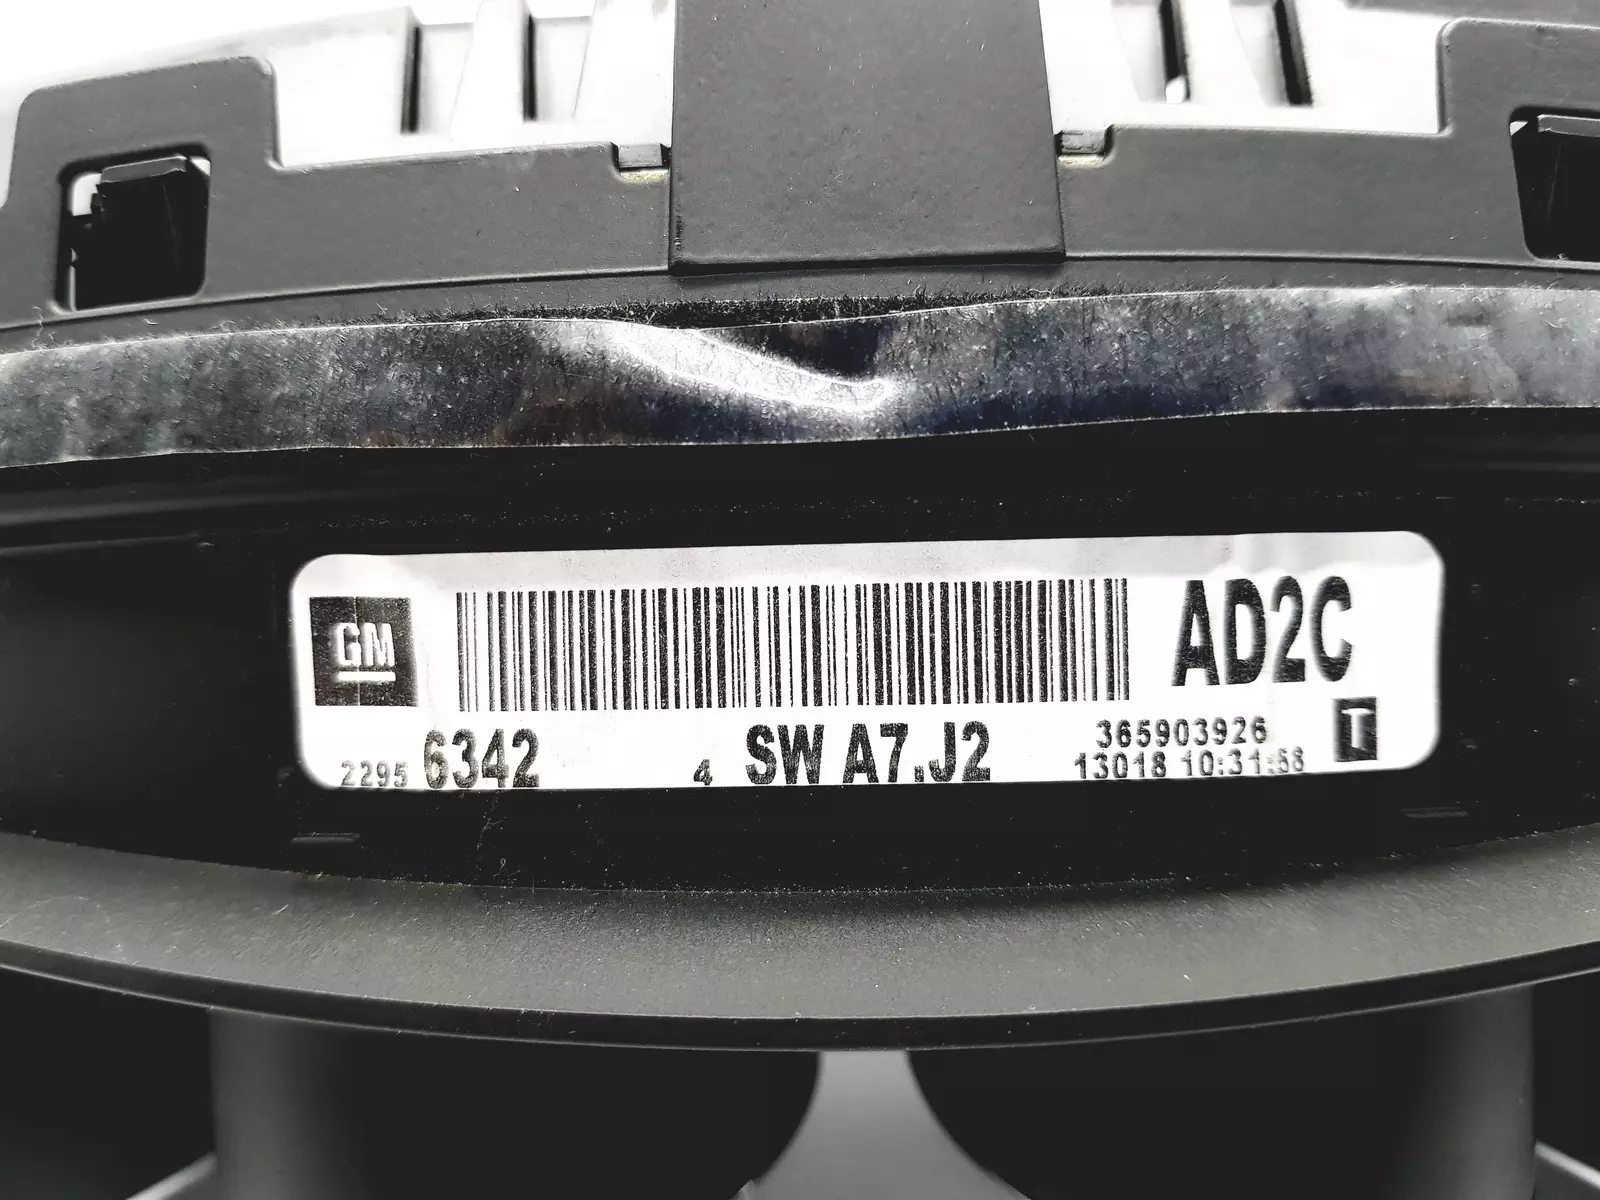 GM
AD2C
2295 6342 4 SW A7.J2
365903926
13018 10:31:58
T